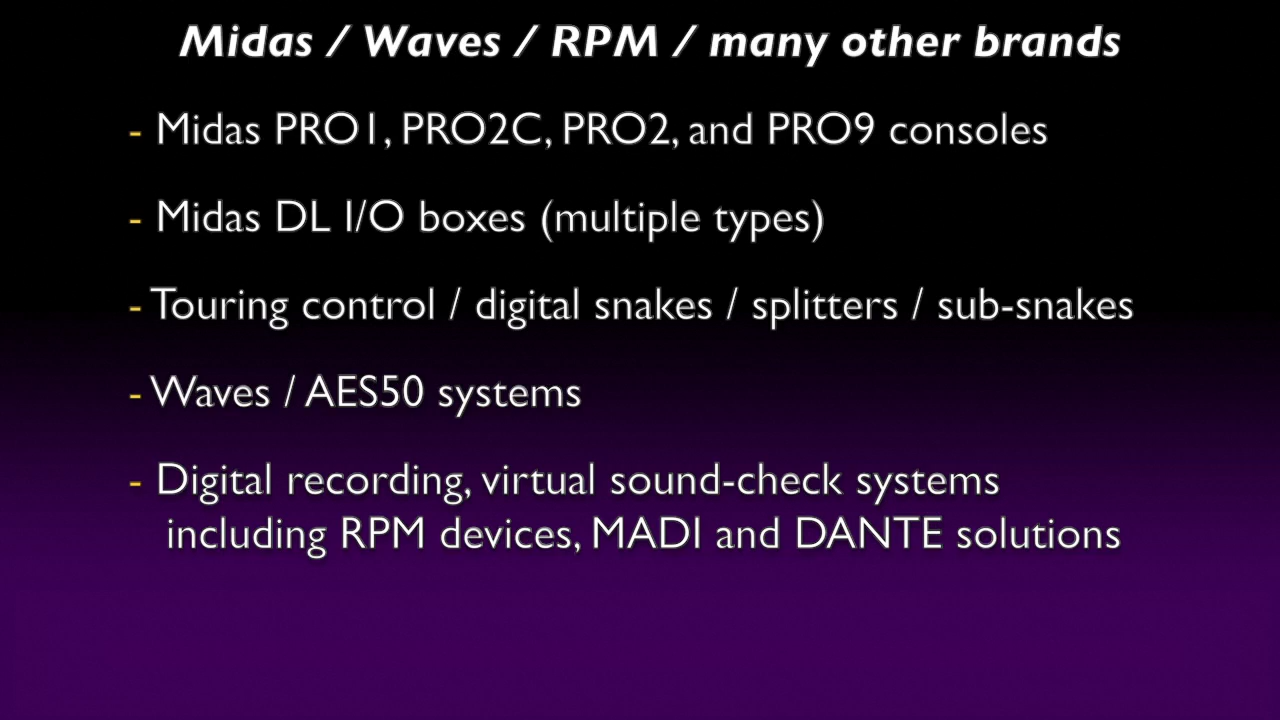 Midas / Waves / RPM / many other brands
- Midas PRO1, PRO2C, PRO2, and PRO9 consoles
- Midas DL I/O boxes (multiple types)
- Touring control / digital snakes / splitters / sub-snakes
- Waves / AES50 systems
- Digital recording, virtual sound-check systems
including RPM devices, MADI and DANTE solutions